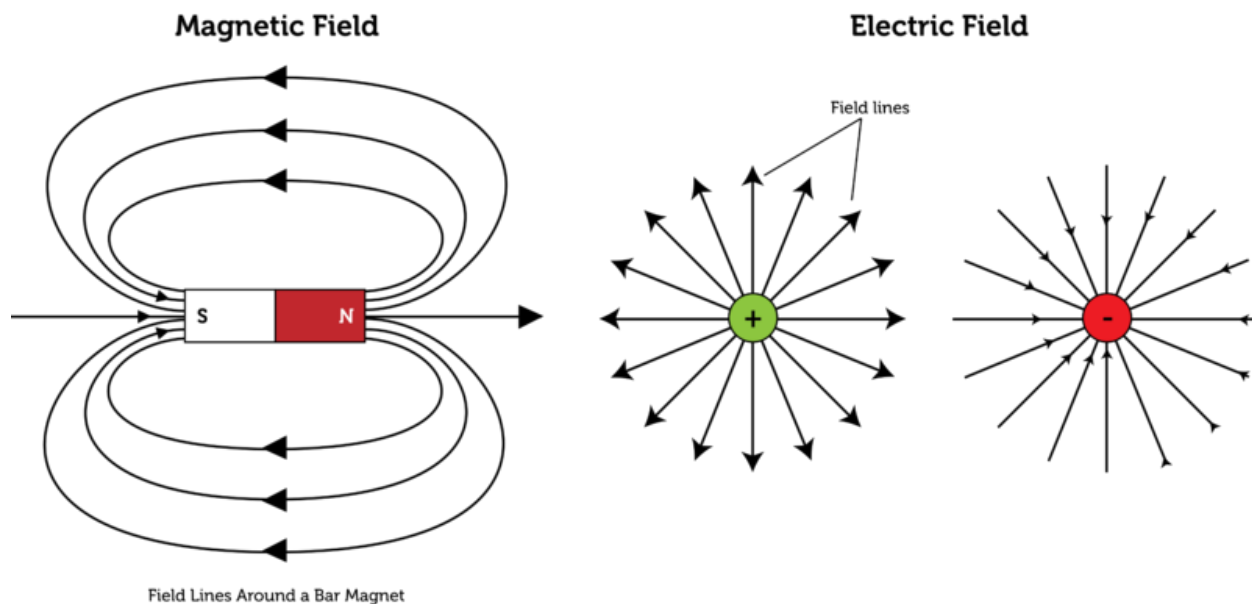 Magnetic Field
S
N
Field Lines Around a Bar Magnet
Electric Field
Field lines
+
-